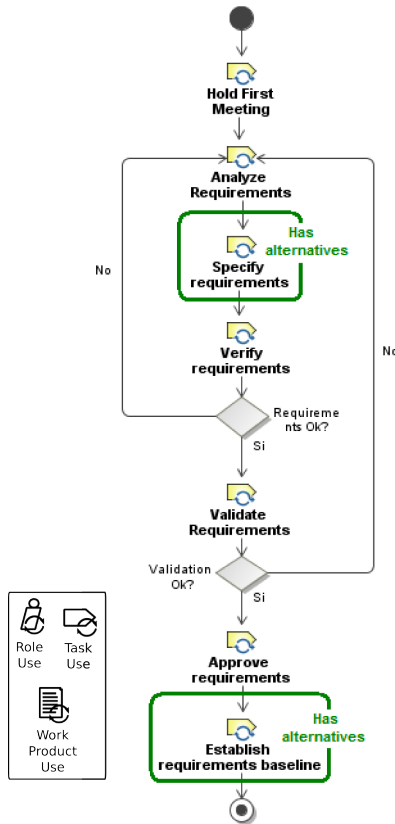 Hold First
Meeting
Analyze
Requirements
Has
alternatives
Specify
requirements
No
Verify
requirements
No
Requireme
nts Ok?
Si
Validate
Requirements
Validation
Ok?
Si
Role
Use
Task
Use
Approve
requirements
Work
Product
Use
Has
alternatives
Establish
requirements baseline